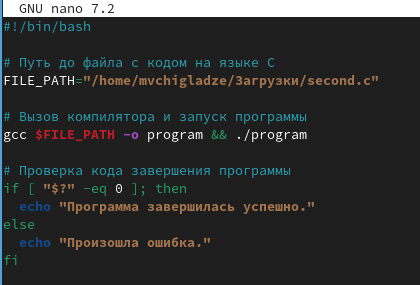 GNU nano 7.2
#!/bin/bash
# Путь до файла с кодом на языке C
FILE_PATH="/home/mvchigladze/Загрузки/second.c"
# Вызов компилятора и запуск программы
gcc $FILE_PATH -o program && ./program
# Проверка кода завершения программы
if [ "$?" -eq 0 ]; then
  echo "Программа завершилась успешно."
else
  echo "Произошла ошибка."
fi